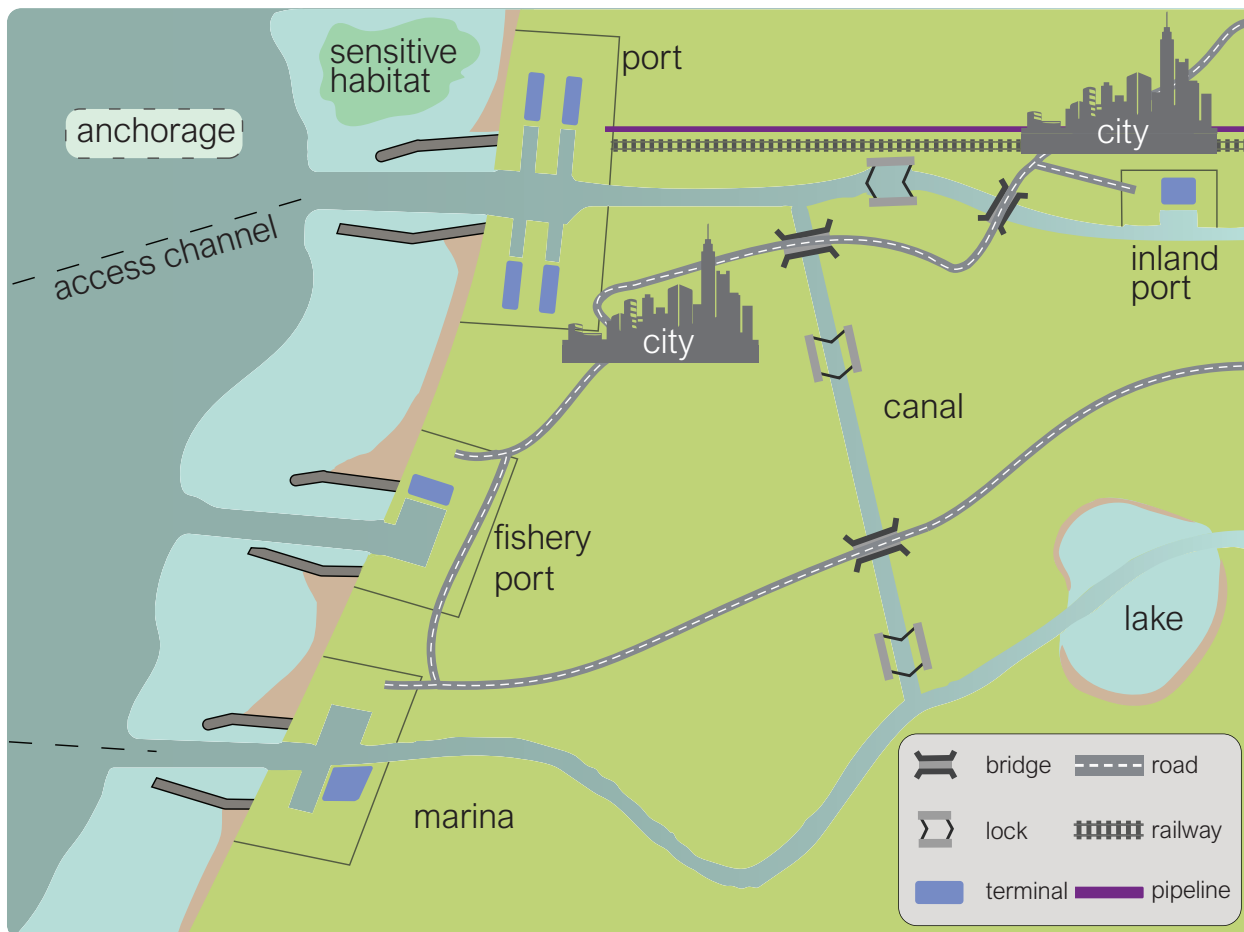 sensitive
habitat
port
anchorage
city
access channel
inland
port
city
canal
fishery
port
lake
marina
bridge
road
lock
railway
terminal
pipeline